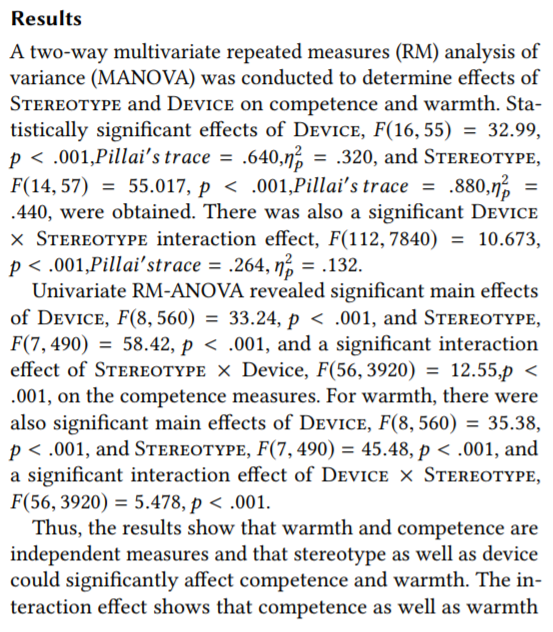 Results
A two-way multivariate repeated measures (RM) analysis of
variance (MANOVA) was conducted to determine effects of
Stereotype and Device on competence and warmth. Sta-
tistically significant effects of Device, F(16, 55) = 32.99,
p < .001,Pillai's trace = .640,η²ₚ = .320, and Stereotype,
F(14, 57) = 55.017, p < .001,Pillai's trace = .880,η²ₚ =
.440, were obtained. There was also a significant Device
× Stereotype interaction effect, F(112, 7840) = 10.673,
p < .001,Pillai'strace = .264, η²ₚ = .132.
Univariate RM-ANOVA revealed significant main effects
of Device, F(8, 560) = 33.24, p < .001, and Stereotype,
F(7, 490) = 58.42, p < .001, and a significant interaction
effect of Stereotype × Device, F(56, 3920) = 12.55,p <
.001, on the competence measures. For warmth, there were
also significant main effects of Device, F(8, 560) = 35.38,
p < .001, and Stereotype, F(7, 490) = 45.48, p < .001, and
a significant interaction effect of Device × Stereotype,
F(56, 3920) = 5.478, p < .001.
Thus, the results show that warmth and competence are
independent measures and that stereotype as well as device
could significantly affect competence and warmth. The in-
teraction effect shows that competence as well as warmth